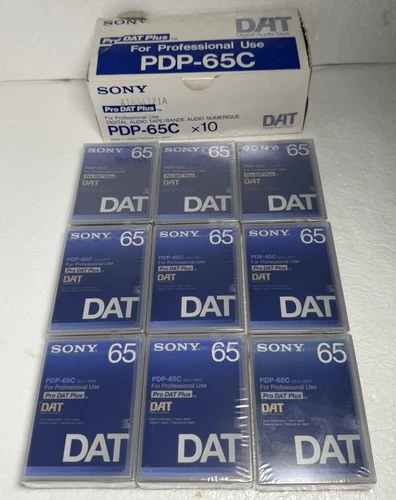 DAT
Digital Audio Tape
SONY
Pro DAT Plus™
For Professional Use
PDP-65C
SONY
Pro DAT Plus™
For Professional Use
DIGITAL AUDIO TAPE/BANDE AUDIO NUMERIQUE
PDP-65C ×10
DAT
SONY 65
DAT
SONY 65
DAT
SONY 65
DAT
SONY 65
PDP-65C
For Professional Use
Pro DAT Plus
DAT
DAT
SONY 65
PDP-65C
For Professional Use
Pro DAT Plus
DAT
DAT
SONY 65
PDP-65C
For Professional Use
Pro DAT Plus
DAT
DAT
SONY 65
PDP-65C
For Professional Use
Pro DAT Plus
DAT
DAT
SONY 65
PDP-65C
For Professional Use
Pro DAT Plus
DAT
DAT
SONY 65
PDP-65C
For Professional Use
Pro DAT Plus
DAT
DAT